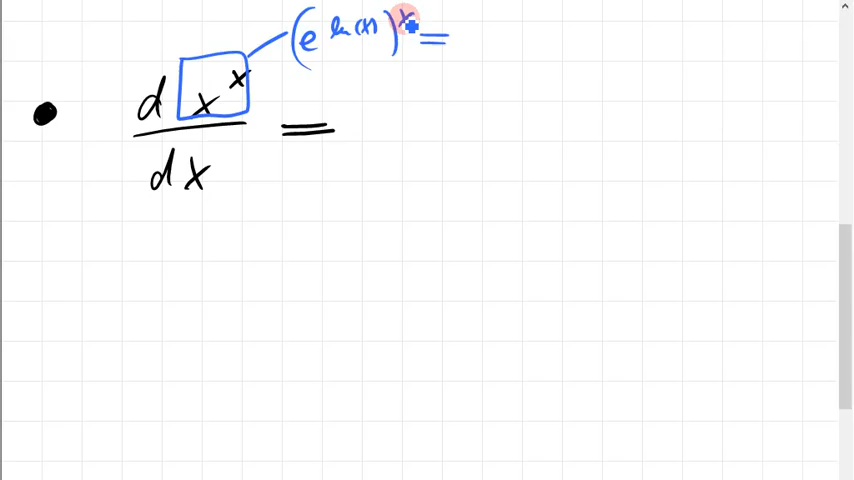 (e^ln(x))^x =
d x^x
/dx =